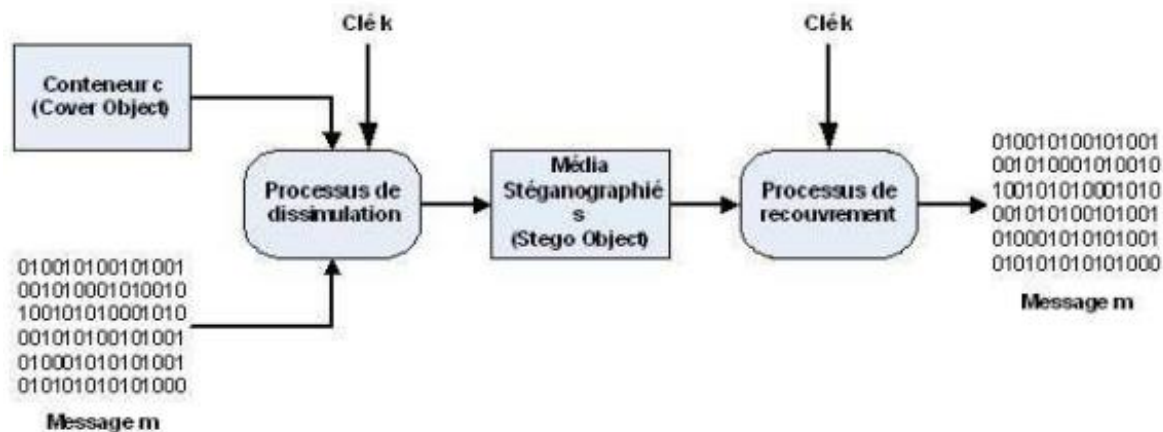 Clé k
Clé k
Conteneur c
(Cover Object)
Processus de
dissimulation
Média
Stéganographié
s
(Stego Object)
Processus de
recouvrement
010010100101001
001010001010010
100101010001010
001010100101001
010001010101001
010101010101000
Message m
010010100101001
001010001010010
100101010001010
001010100101001
010001010101001
010101010101000
Message m